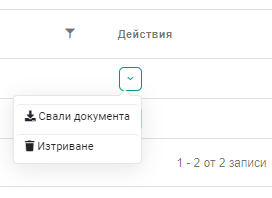 Действия
Свали документа
Изтриване
1 - 2 от 2 записи